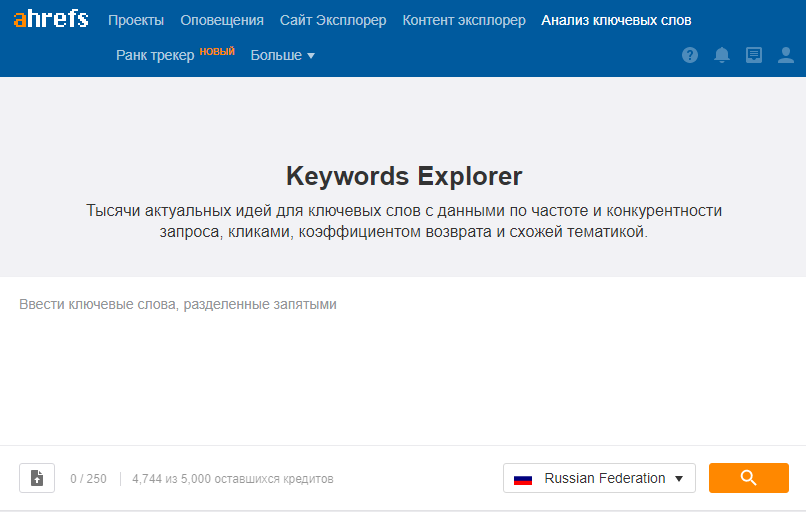 ahrefs Проекты Оповещения Сайт Эксплорер Контент эксплорер Анализ ключевых слов
Ранк трекер НОВЫЙ Больше
Keywords Explorer
Тысячи актуальных идей для ключевых слов с данными по частоте и конкурентности
запроса, кликами, коэффициентом возврата и схожей тематикой.
Ввести ключевые слова, разделенные запятыми
0 / 250 4,744 из 5,000 оставшихся кредитов Russian Federation